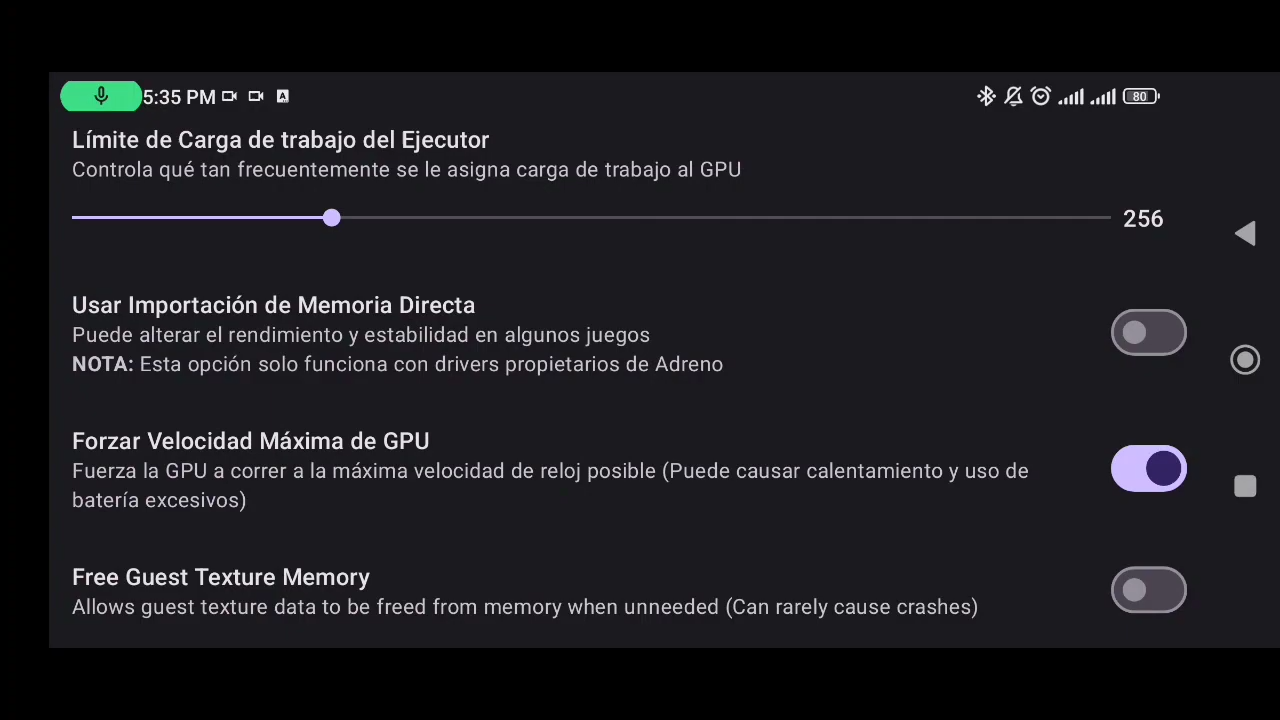 5:35 PM
80
Límite de Carga de trabajo del Ejecutor
Controla qué tan frecuentemente se le asigna carga de trabajo al GPU
256
Usar Importación de Memoria Directa
Puede alterar el rendimiento y estabilidad en algunos juegos
NOTA: Esta opción solo funciona con drivers propietarios de Adreno
Forzar Velocidad Máxima de GPU
Fuerza la GPU a correr a la máxima velocidad de reloj posible (Puede causar calentamiento y uso de
batería excesivos)
Free Guest Texture Memory
Allows guest texture data to be freed from memory when unneeded (Can rarely cause crashes)